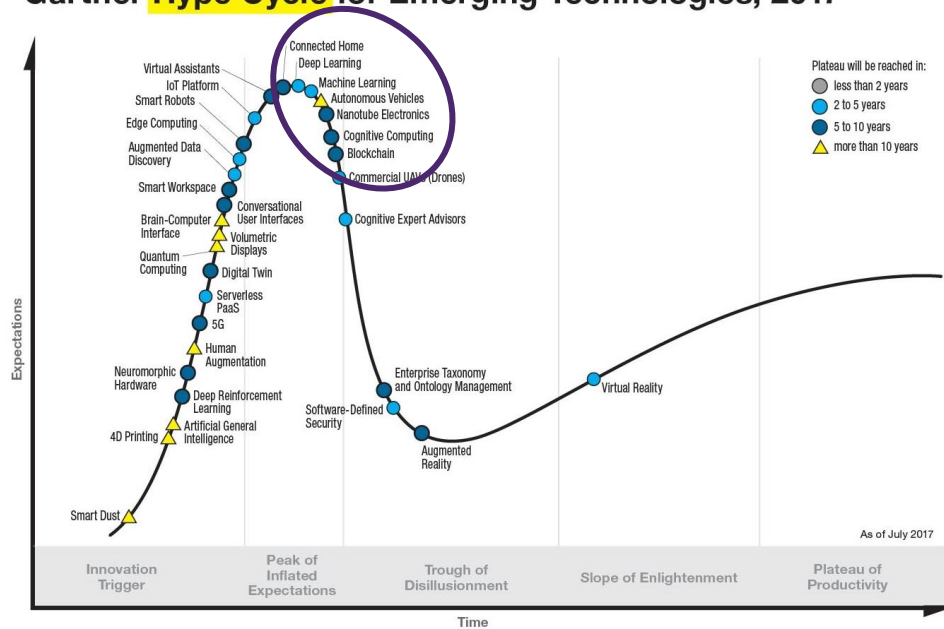 Gartner Hype Cycle for Emerging Technologies, 2017
Connected Home
Deep Learning
Virtual Assistants
Machine Learning
IoT Platform
Autonomous Vehicles
Smart Robots
Nanotube Electronics
Edge Computing
Cognitive Computing
Augmented Data
Discovery
Blockchain
Commercial UAVs (Drones)
Smart Workspace
Conversational
User Interfaces
Cognitive Expert Advisors
Brain-Computer
Interface
Volumetric
Displays
Quantum
Computing
Digital Twin
Serverless
PaaS
5G
Human
Augmentation
Neuromorphic
Hardware
Deep Reinforcement
Learning
Artificial General
Intelligence
4D Printing
Smart Dust
Enterprise Taxonomy
and Ontology Management
Software-Defined
Security
Augmented
Reality
Virtual Reality
Plateau will be reached in:
less than 2 years
2 to 5 years
5 to 10 years
more than 10 years
As of July 2017
Expectations
Innovation
Trigger
Peak of
Inflated
Expectations
Trough of
Disillusionment
Slope of Enlightenment
Plateau of
Productivity
Time